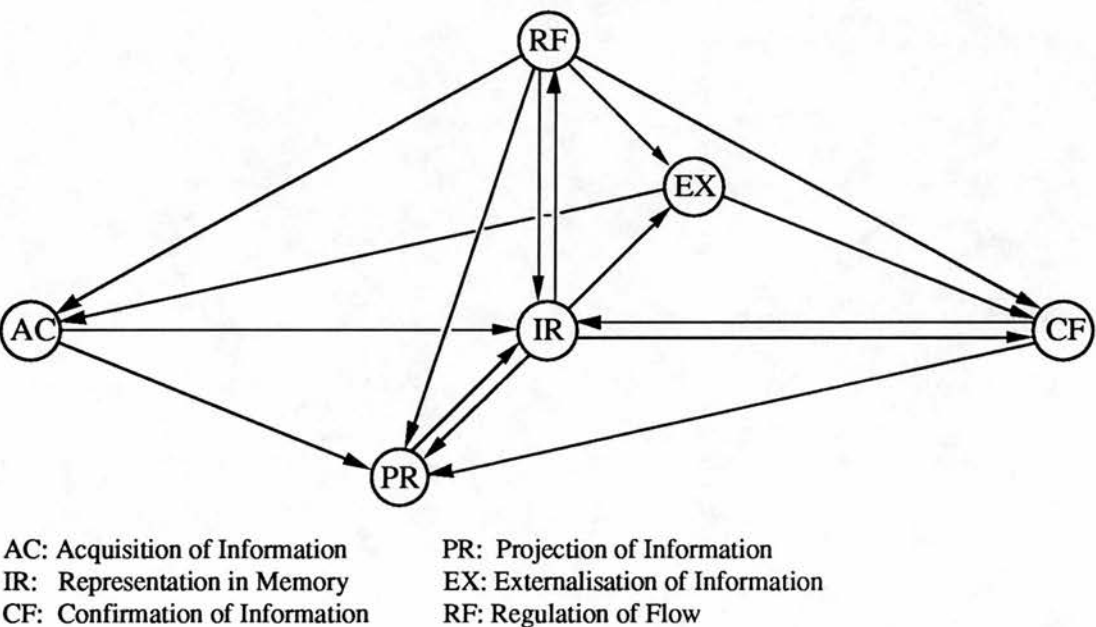 RF
EX
AC
IR
CF
PR
AC: Acquisition of Information
PR: Projection of Information
IR: Representation in Memory
EX: Externalisation of Information
CF: Confirmation of Information
RF: Regulation of Flow